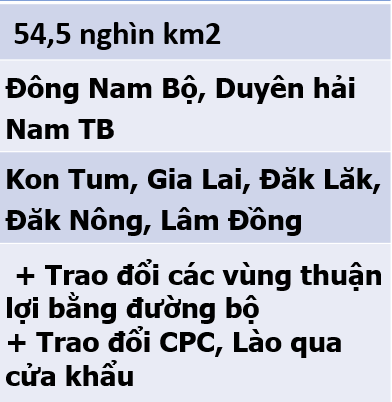 54,5 nghìn km2
Đông Nam Bộ, Duyên hải
Nam TB
Kon Tum, Gia Lai, Đăk Lăk,
Đăk Nông, Lâm Đồng
+ Trao đổi các vùng thuận
lợi bằng đường bộ
+ Trao đổi CPC, Lào qua
cửa khẩu